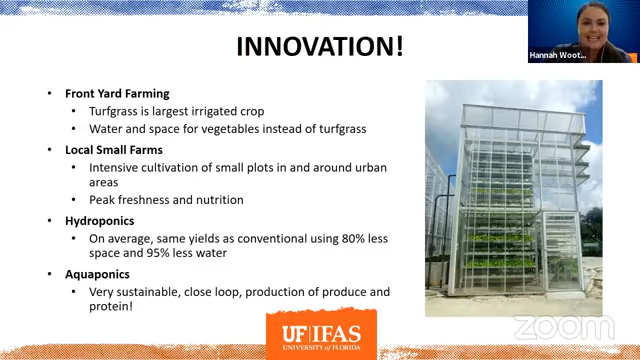 INNOVATION!
Hannah Woot...
• Front Yard Farming
• Turfgrass is largest irrigated crop
• Water and space for vegetables instead of turfgrass
• Local Small Farms
• Intensive cultivation of small plots in and around urban
areas
• Peak freshness and nutrition
• Hydroponics
• On average, same yields as conventional using 80% less
space and 95% less water
• Aquaponics
• Very sustainable, close loop, production of produce and
protein!
UF|IFAS
UNIVERSITY of FLORIDA
zoom